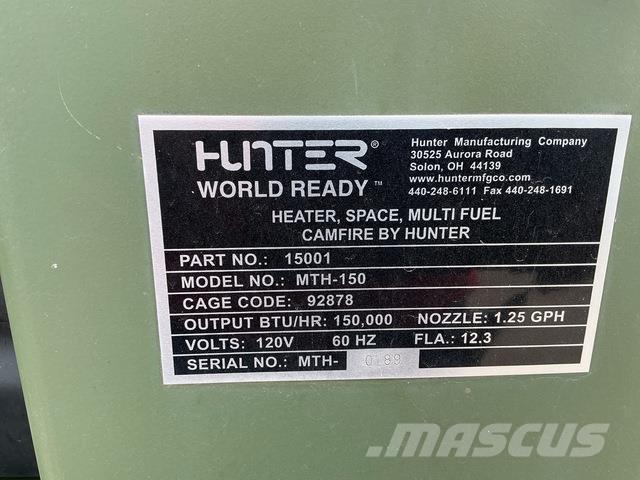 HUNTER®
WORLD READY™
Hunter Manufacturing Company
30525 Aurora Road
Solon, OH 44139
www.huntermfgco.com
440-248-6111 Fax 440-248-1691
HEATER, SPACE, MULTI FUEL
CAMFIRE BY HUNTER
PART NO.: 15001
MODEL NO.: MTH-150
CAGE CODE: 92878
OUTPUT BTU/HR: 150,000 NOZZLE: 1.25 GPH
VOLTS: 120V 60 HZ FLA.: 12.3
SERIAL NO.: MTH- 0189
MASCUS